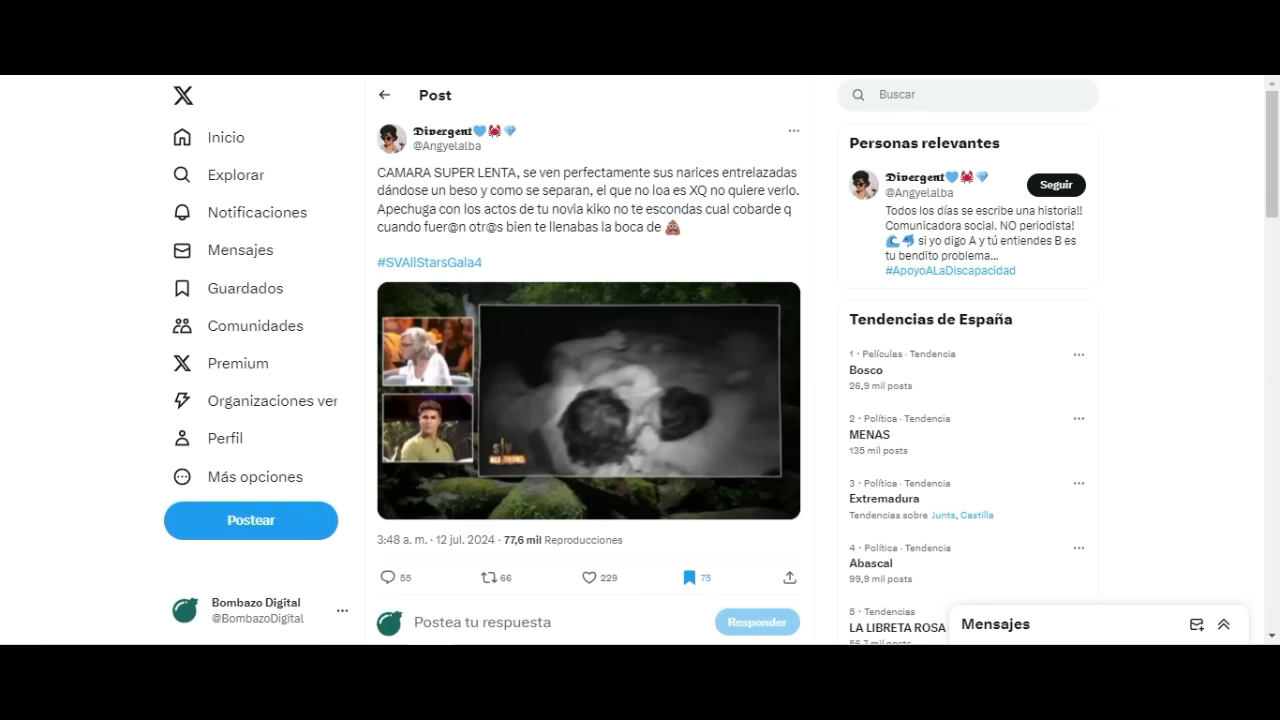 Post
Buscar
Inicio
Explorar
Notificaciones
Mensajes
Guardados
Comunidades
Premium
Organizaciones ver
Perfil
Más opciones
Postear
Bombazo Digital
@BombazoDigital
𝕯𝖎𝖛𝖊𝖗𝖌𝖊𝖓𝖙🩵🦀💎
@Angyelalba
CAMARA SUPER LENTA, se ven perfectamente sus narices entrelazadas
dándose un beso y como se separan, el que no loa es XQ no quiere verlo.
Apechuga con los actos de tu novia kiko no te escondas cual cobarde q
cuando fuer@n otr@s bien te llenabas la boca de 💩
#SVAllStarsGala4
3:48 a. m. · 12 jul. 2024 · 77,6 mil Reproducciones
55 66 229 75
Postea tu respuesta
Responder
Personas relevantes
𝕯𝖎𝖛𝖊𝖗𝖌𝖊𝖓𝖙🩵🦀💎
@Angyelalba
Seguir
Todos los días se escribe una historia!!
Comunicadora social. NO periodista!
🌊🐬 si yo digo A y tú entiendes B es
tu bendito problema...
#ApoyoALaDiscapacidad
Tendencias de España
1 · Películas · Tendencia
Bosco
26,9 mil posts
2 · Política · Tendencia
MENAS
135 mil posts
3 · Política · Tendencia
Extremadura
Tendencias sobre Junts, Castilla
4 · Política · Tendencia
Abascal
99,9 mil posts
5 · Tendencias
LA LIBRETA ROSA
Mensajes